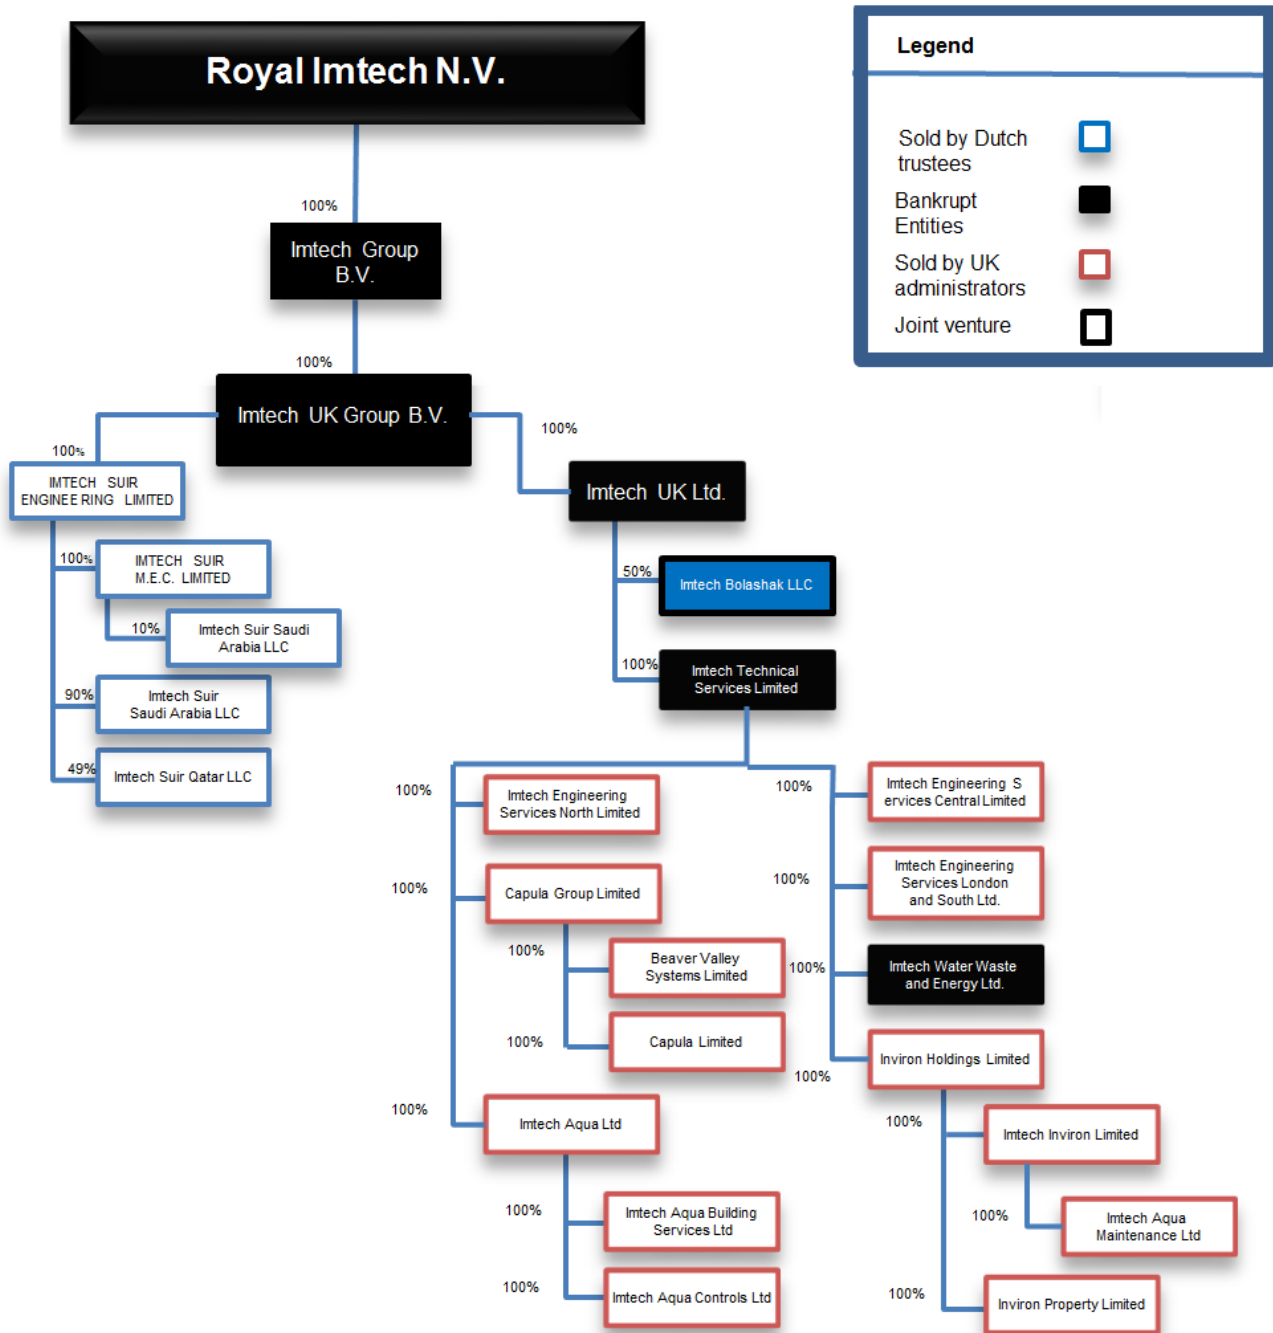 Royal Imtech N.V.
Legend
Sold by Dutch
trustees
Bankrupt
Entities
Sold by UK
administrators
Joint venture
100%
Imtech Group
B.V.
100%
Imtech UK Group B.V.
100%
IMTECH SUIR
ENGINEE RING LIMITED
100%
IMTECH SUIR
M.E.C. LIMITED
10%
Imtech Suir Saudi
Arabia LLC
90%
Imtech Suir
Saudi Arabia LLC
49%
Imtech Suir Qatar LLC
100%
Imtech UK Ltd.
50%
Imtech Bolashak LLC
100%
Imtech Technical
Services Limited
100%
Imtech Engineering
Services North Limited
100%
Capula Group Limited
100%
Beaver Valley
Systems Limited
100%
Capula Limited
100%
Imtech Aqua Ltd
100%
Imtech Aqua Building
Services Ltd
100%
Imtech Aqua Controls Ltd
100%
Imtech Engineering S
ervices Central Limited
100%
Imtech Engineering
Services London
and South Ltd.
100%
Imtech Water Waste
and Energy Ltd.
100%
Inviron Holdings Limited
100%
Imtech Inviron Limited
100%
Imtech Aqua
Maintenance Ltd
100%
Inviron Property Limited